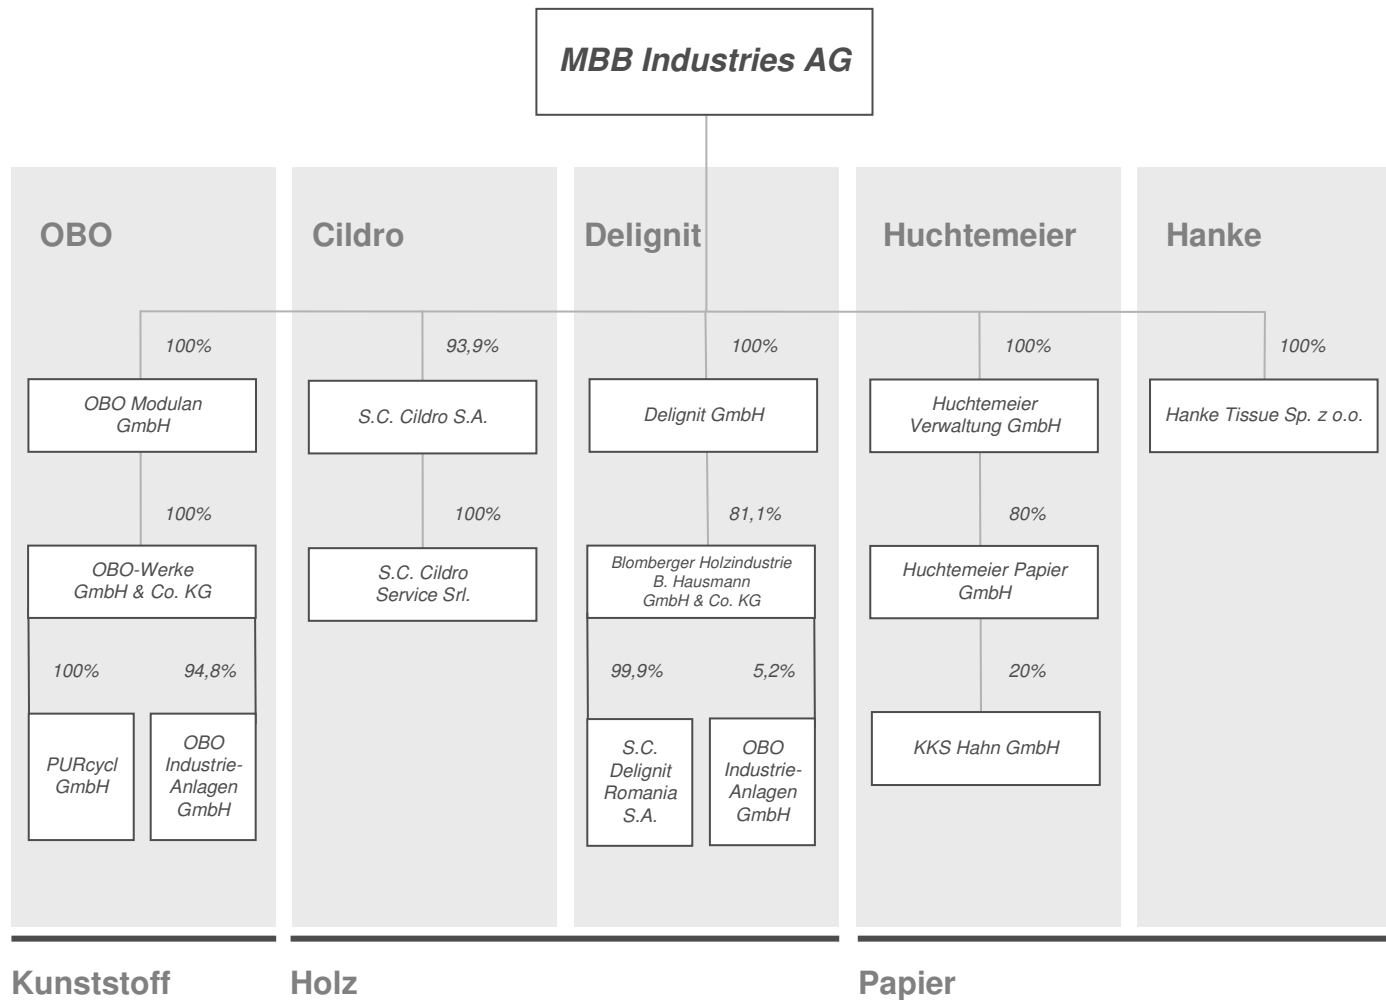 MBB Industries AG
OBO
Cildro
Delignit
Huchtemeier
Hanke
100%
93,9%
100%
100%
100%
OBO Modulan
GmbH
S.C. Cildro S.A.
Delignit GmbH
Huchtemeier
Verwaltung GmbH
Hanke Tissue Sp. z o.o.
100%
100%
81,1%
80%
OBO-Werke
GmbH & Co. KG
S.C. Cildro
Service Srl.
Blomberger Holzindustrie
B. Hausmann
GmbH & Co. KG
Huchtemeier Papier
GmbH
100%
94,8%
99,9%
5,2%
20%
PURcycl
GmbH
OBO
Industrie-
Anlagen
GmbH
S.C.
Delignit
Romania
S.A.
OBO
Industrie-
Anlagen
GmbH
KKS Hahn GmbH
Kunststoff
Holz
Papier